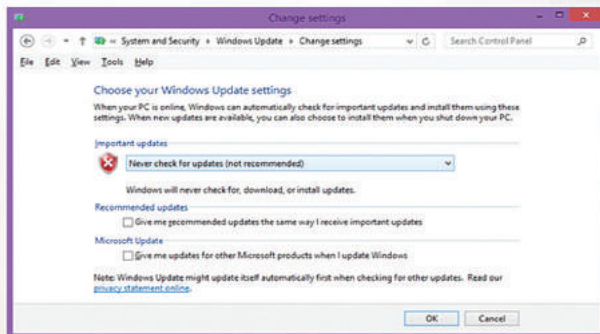 Change settings
« System and Security › Windows Update › Change settings
Search Control Panel
File Edit View Tools Help
Choose your Windows Update settings
When your PC is online, Windows can automatically check for important updates and install them using these
settings. When new updates are available, you can also choose to install them when you shut down your PC.
Important updates
Never check for updates (not recommended)
Windows will never check for, download, or install updates.
Recommended updates
Give me recommended updates the same way I receive important updates
Microsoft Update
Give me updates for other Microsoft products when I update Windows
Note: Windows Update might update itself automatically first when checking for other updates. Read our
privacy statement online.
OK Cancel